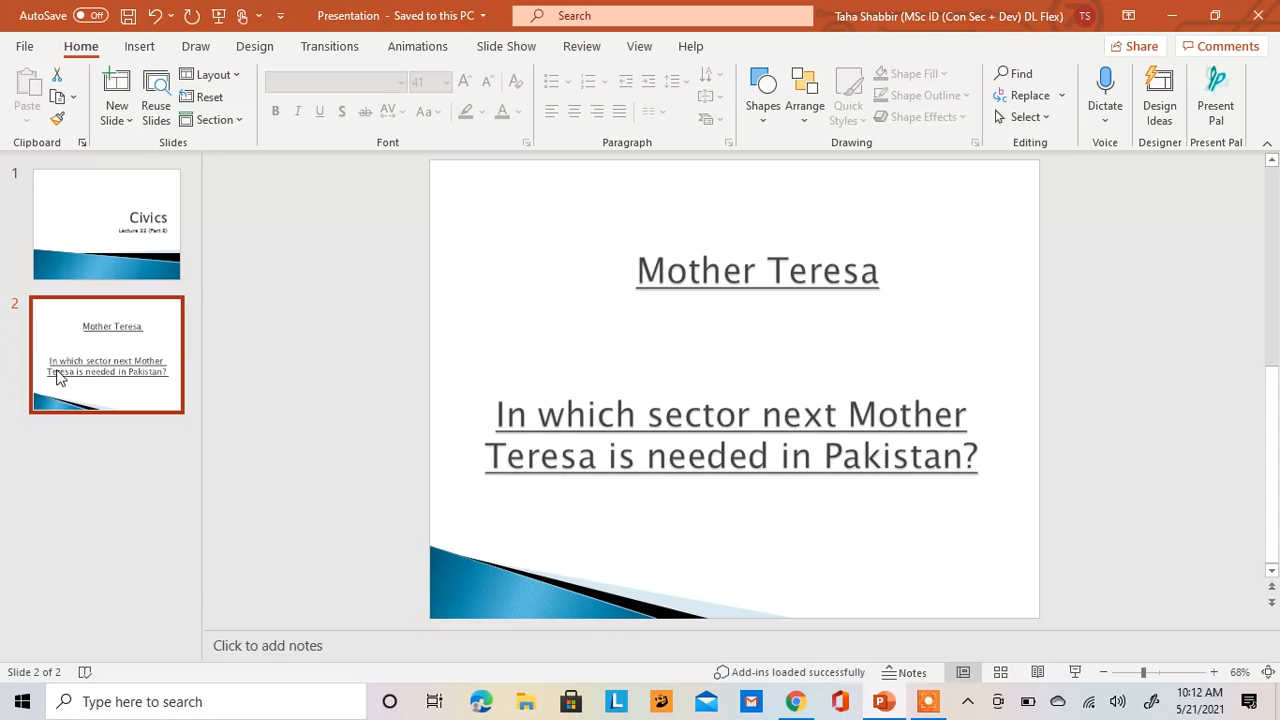 AutoSave Off
Presentation - Saved to this PC
Search
Taha Shabbir (MSc ID (Con Sec + Dev) DL Flex)
TS
File Home Insert Draw Design Transitions Animations Slide Show Review View Help
Share Comments
Paste
New Slide
Reuse Slides
Layout
Reset
Section
41
B I U S ab AV Aa A
Shapes Arrange
Quick Styles
Shape Fill
Shape Outline
Shape Effects
Find
Replace
Select
Dictate
Design Ideas
Present Pal
Clipboard Slides Font Paragraph Drawing Editing Voice Designer Present Pal
1
Civics
Lecture 22 (Part 2)
2
Mother Teresa
In which sector next Mother
Teresa is needed in Pakistan?
Mother Teresa
In which sector next Mother
Teresa is needed in Pakistan?
Click to add notes
Slide 2 of 2
Add-ins loaded successfully
Notes
68%
Type here to search
10:12 AM
5/21/2021